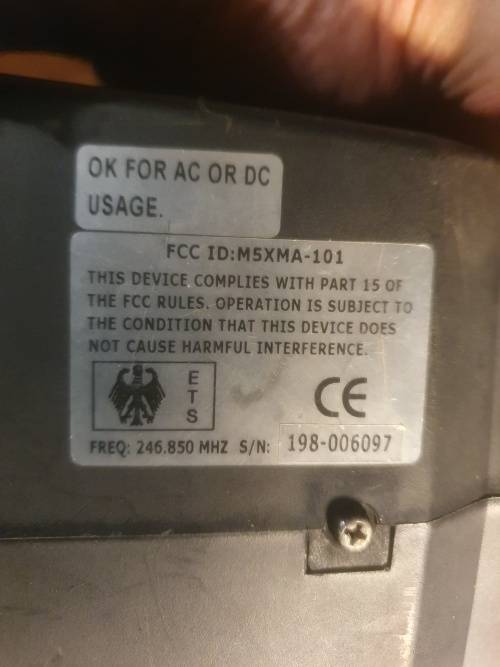 OK FOR AC OR DC
USAGE.
FCC ID:M5XMA-101
THIS DEVICE COMPLIES WITH PART 15 OF
THE FCC RULES. OPERATION IS SUBJECT TO
THE CONDITION THAT THIS DEVICE DOES
NOT CAUSE HARMFUL INTERFERENCE.
ETS
CE
FREQ: 246.850 MHZ S/N: 198-006097